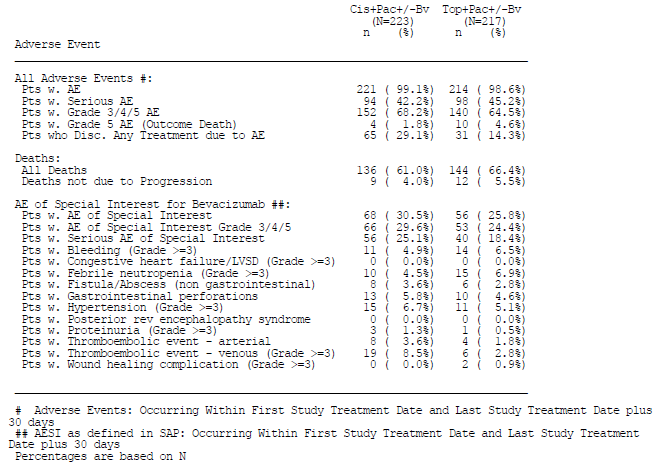 Cis+Pac+/-Bv Top+Pac+/-Bv
(N=223) (N=217)
n (%) n (%)
Adverse Event
All Adverse Events #:
Pts w. AE 221 ( 99.1%) 214 ( 98.6%)
Pts w. Serious AE 94 ( 42.2%) 98 ( 45.2%)
Pts w. Grade 3/4/5 AE 152 ( 68.2%) 140 ( 64.5%)
Pts w. Grade 5 AE (Outcome Death) 4 ( 1.8%) 10 ( 4.6%)
Pts who Disc. Any Treatment due to AE 65 ( 29.1%) 31 ( 14.3%)
Deaths:
All Deaths 136 ( 61.0%) 144 ( 66.4%)
Deaths not due to Progression 9 ( 4.0%) 12 ( 5.5%)
AE of Special Interest for Bevacizumab ##:
Pts w. AE of Special Interest 68 ( 30.5%) 56 ( 25.8%)
Pts w. AE of Special Interest Grade 3/4/5 66 ( 29.6%) 53 ( 24.4%)
Pts w. Serious AE of Special Interest 56 ( 25.1%) 40 ( 18.4%)
Pts w. Bleeding (Grade >=3) 11 ( 4.9%) 14 ( 6.5%)
Pts w. Congestive heart failure/LVSD (Grade >=3) 0 ( 0.0%) 0 ( 0.0%)
Pts w. Febrile neutropenia (Grade >=3) 10 ( 4.5%) 15 ( 6.9%)
Pts w. Fistula/Abscess (non gastrointestinal) 8 ( 3.6%) 6 ( 2.8%)
Pts w. Gastrointestinal perforations 13 ( 5.8%) 10 ( 4.6%)
Pts w. Hypertension (Grade >=3) 15 ( 6.7%) 11 ( 5.1%)
Pts w. Posterior rev encephalopathy syndrome 0 ( 0.0%) 0 ( 0.0%)
Pts w. Proteinuria (Grade >=3) 3 ( 1.3%) 1 ( 0.5%)
Pts w. Thromboembolic event - arterial 8 ( 3.6%) 4 ( 1.8%)
Pts w. Thromboembolic event - venous (Grade >=3) 19 ( 8.5%) 6 ( 2.8%)
Pts w. Wound healing complication (Grade >=3) 0 ( 0.0%) 2 ( 0.9%)
# Adverse Events: Occurring Within First Study Treatment Date and Last Study Treatment Date plus
30 days
## AESI as defined in SAP: Occurring Within First Study Treatment Date and Last Study Treatment
Date plus 30 days
Percentages are based on N